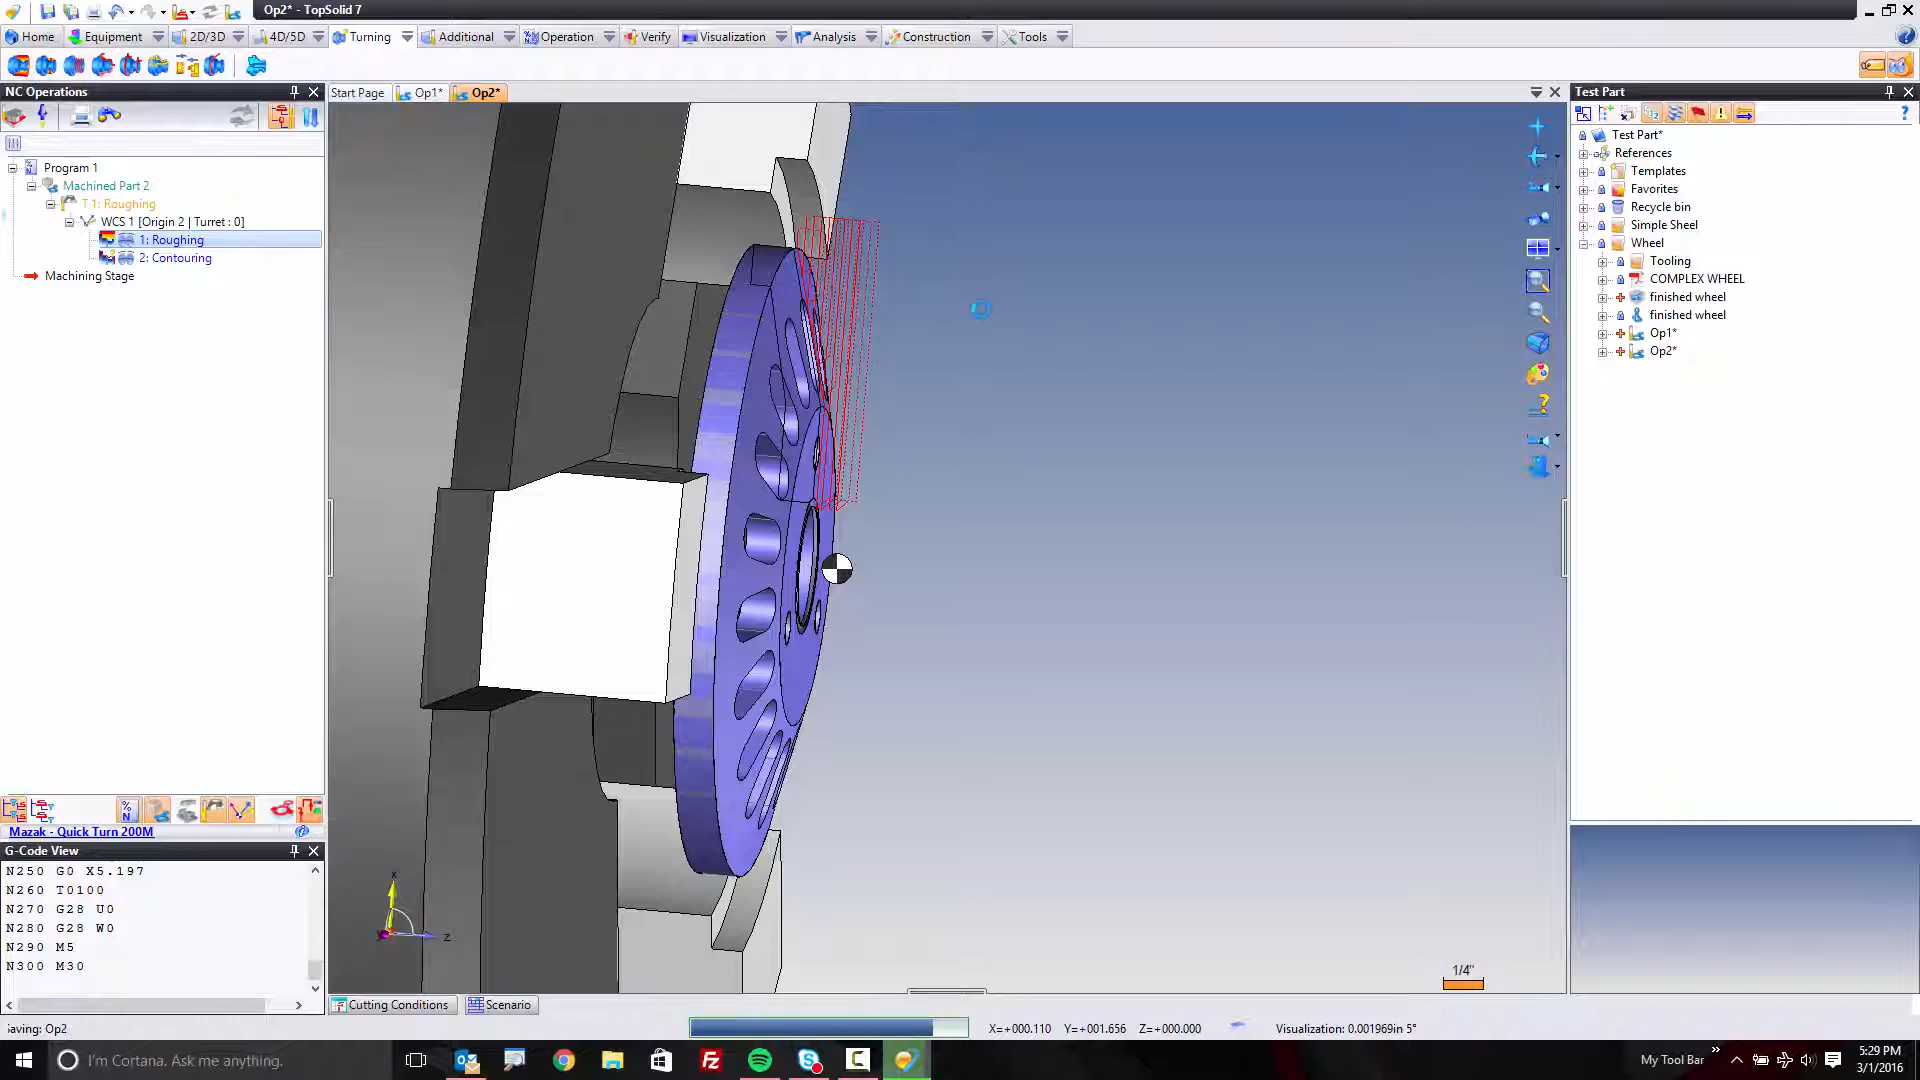 Op2* - TopSolid 7
Home
Equipment
2D/3D
4D/5D
Turning
Additional
Operation
Verify
Visualization
Analysis
Construction
Tools
NC Operations
Start Page
Op1*
Op2*
Test Part
Program 1
Machined Part 2
T 1: Roughing
WCS 1 [Origin 2 | Turret : 0]
1: Roughing
2: Contouring
Machining Stage
Test Part*
References
Templates
Favorites
Recycle bin
Simple Sheel
Wheel
Tooling
COMPLEX WHEEL
finished wheel
finished wheel
Op1*
Op2*
Mazak - Quick Turn 200M
G-Code View
N250 G0 X5.197
N260 T0100
N270 G28 U0
N280 G28 W0
N290 M5
N300 M30
x
z
1/4"
Cutting Conditions
Scenario
Saving: Op2
X=+000.110 Y=+001.656 Z=+000.000
Visualization: 0.001969in 5°
I'm Cortana. Ask me anything.
My Tool Bar
5:29 PM
3/1/2016